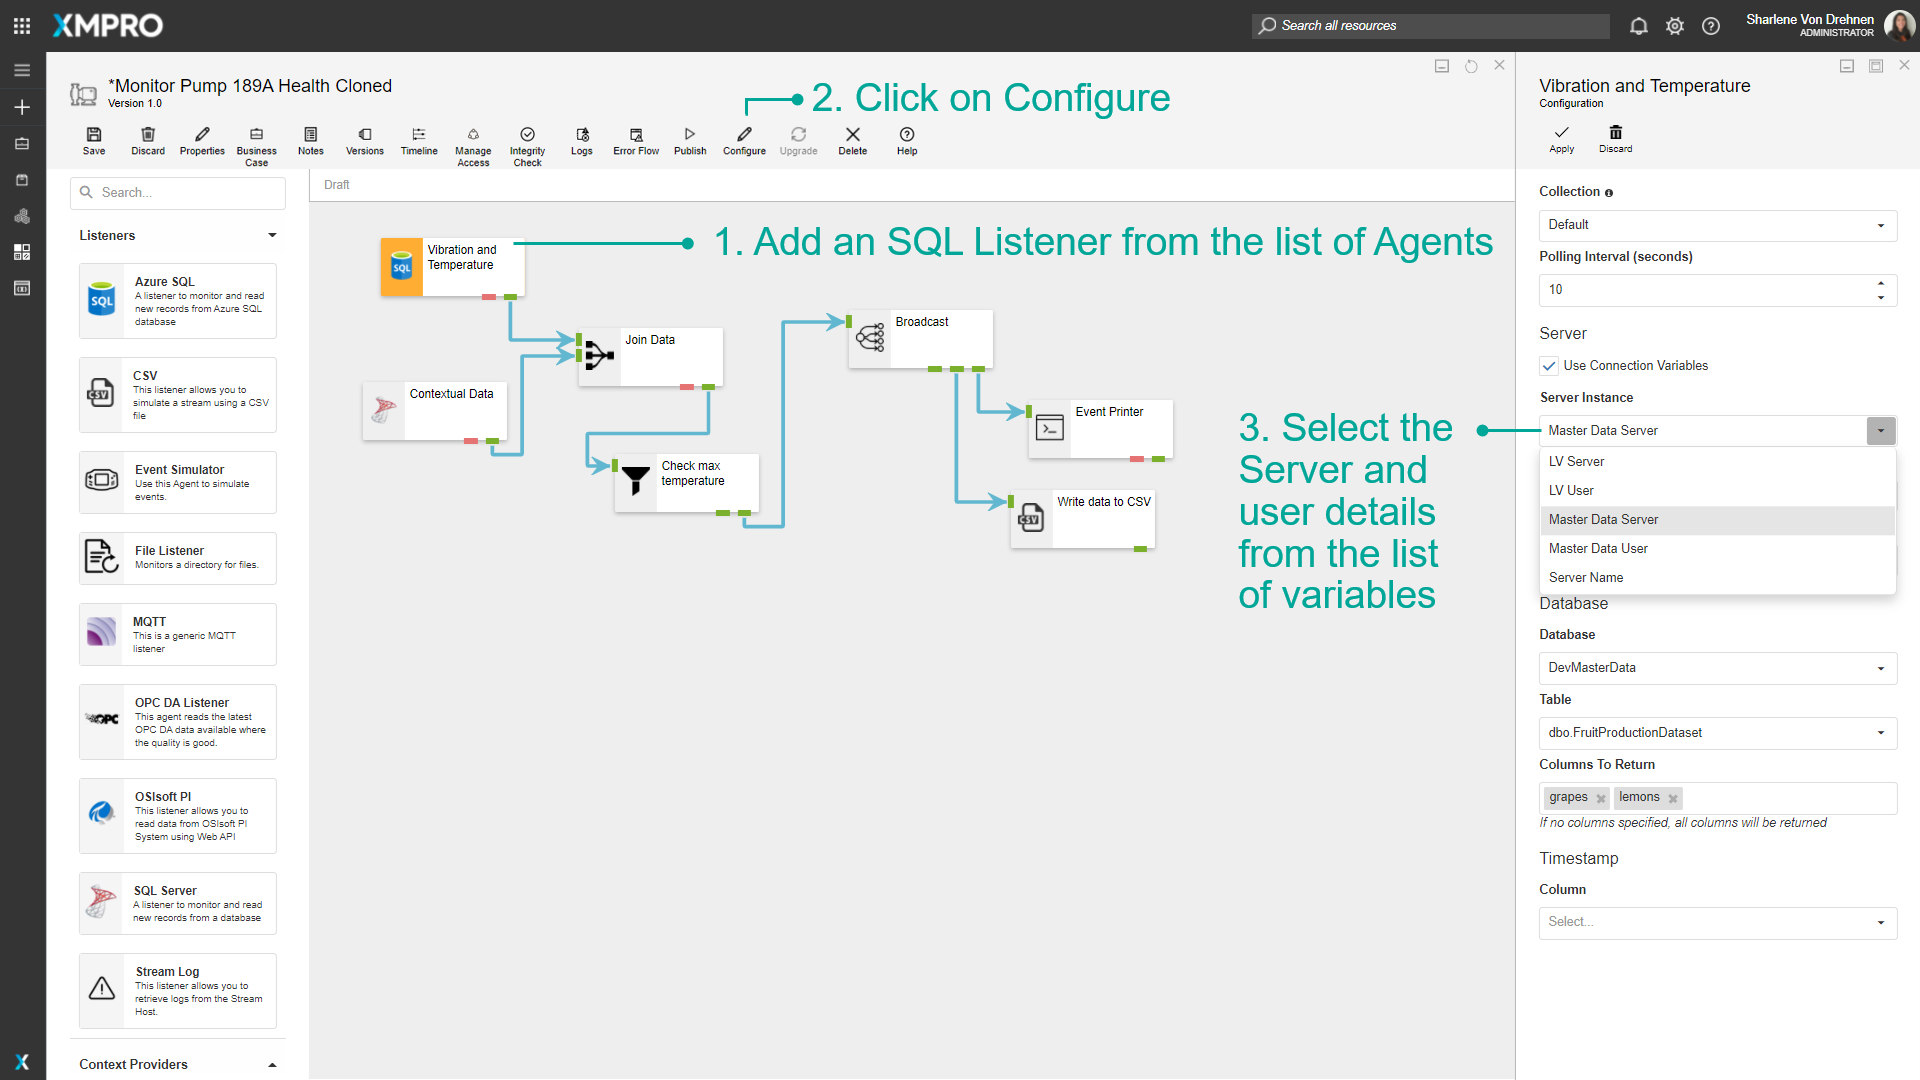 XMPRO
Search all resources
Sharlene Von Drehnen
ADMINISTRATOR
*Monitor Pump 189A Health Cloned
Version 1.0
2. Click on Configure
Save
Discard
Properties
Business
Case
Notes
Versions
Timeline
Manage
Access
Integrity
Check
Logs
Error Flow
Publish
Configure
Upgrade
Delete
Help
Search...
Listeners
SQL
Azure SQL
A listener to monitor and read
new records from Azure SQL
database
CSV
CSV
This listener allows you to
simulate a stream using a CSV
file
Event Simulator
Use this Agent to simulate
events.
File Listener
Monitors a directory for files.
MQTT
This is a generic MQTT
listener
OPC
OPC DA Listener
This agent reads the latest
OPC DA data available where
the quality is good.
OSIsoft PI
This listener allows you to
read data from OSIsoft PI
System using Web API
SQL Server
A listener to monitor and read
new records from a database
Stream Log
This listener allows you to
retrieve logs from the Stream
Host.
Context Providers
Draft
SQL
Vibration and
Temperature
1. Add an SQL Listener from the list of Agents
Join Data
Contextual Data
Check max
temperature
Broadcast
Event Printer
CSV
Write data to CSV
3. Select the
Server and
user details
from the list
of variables
Vibration and Temperature
Configuration
Apply
Discard
Collection
Default
Polling Interval (seconds)
10
Server
Use Connection Variables
Server Instance
Master Data Server
LV Server
LV User
Master Data Server
Master Data User
Server Name
Database
Database
DevMasterData
Table
dbo.FruitProductionDataset
Columns To Return
grapes
lemons
If no columns specified, all columns will be returned
Timestamp
Column
Select...